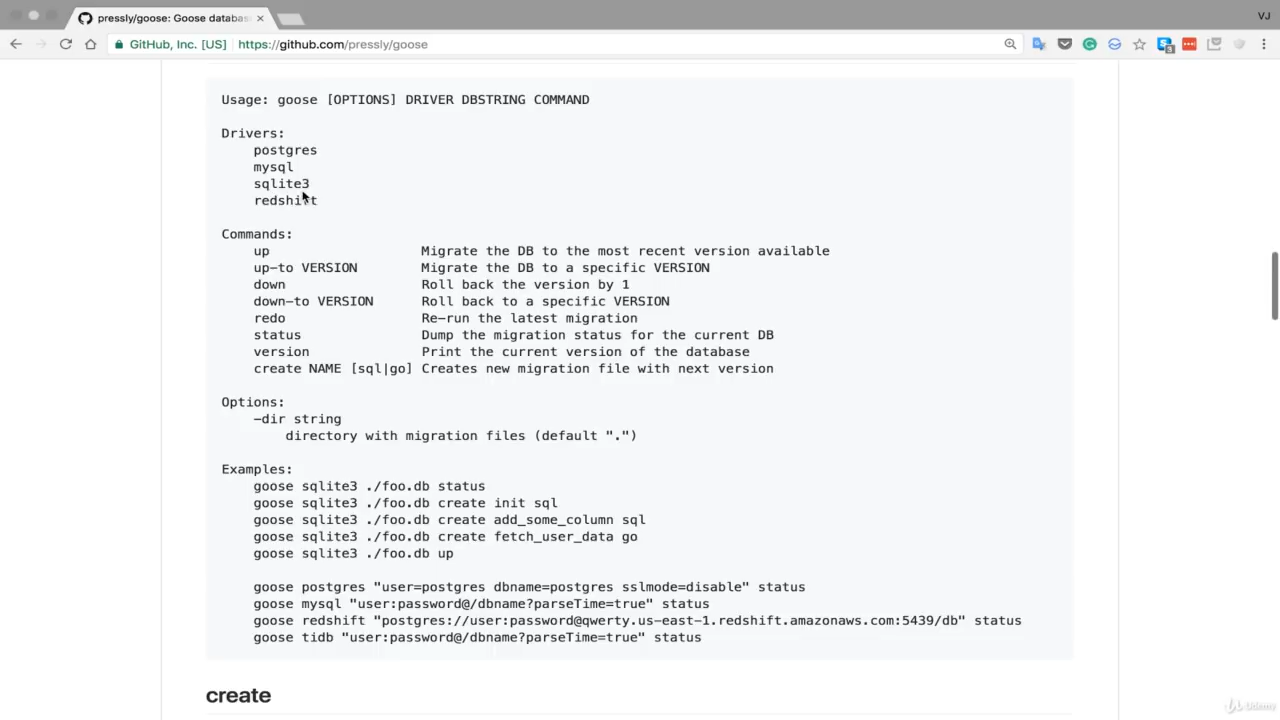 pressly/goose: Goose databas
VJ
GitHub, Inc. [US]
https://github.com/pressly/goose
Usage: goose [OPTIONS] DRIVER DBSTRING COMMAND
Drivers:
postgres
mysql
sqlite3
redshift
Commands:
up Migrate the DB to the most recent version available
up-to VERSION Migrate the DB to a specific VERSION
down Roll back the version by 1
down-to VERSION Roll back to a specific VERSION
redo Re-run the latest migration
status Dump the migration status for the current DB
version Print the current version of the database
create NAME [sql|go] Creates new migration file with next version
Options:
-dir string
directory with migration files (default ".")
Examples:
goose sqlite3 ./foo.db status
goose sqlite3 ./foo.db create init sql
goose sqlite3 ./foo.db create add_some_column sql
goose sqlite3 ./foo.db create fetch_user_data go
goose sqlite3 ./foo.db up
goose postgres "user=postgres dbname=postgres sslmode=disable" status
goose mysql "user:password@/dbname?parseTime=true" status
goose redshift "postgres://user:password@qwerty.us-east-1.redshift.amazonaws.com:5439/db" status
goose tidb "user:password@/dbname?parseTime=true" status
create
Udemy